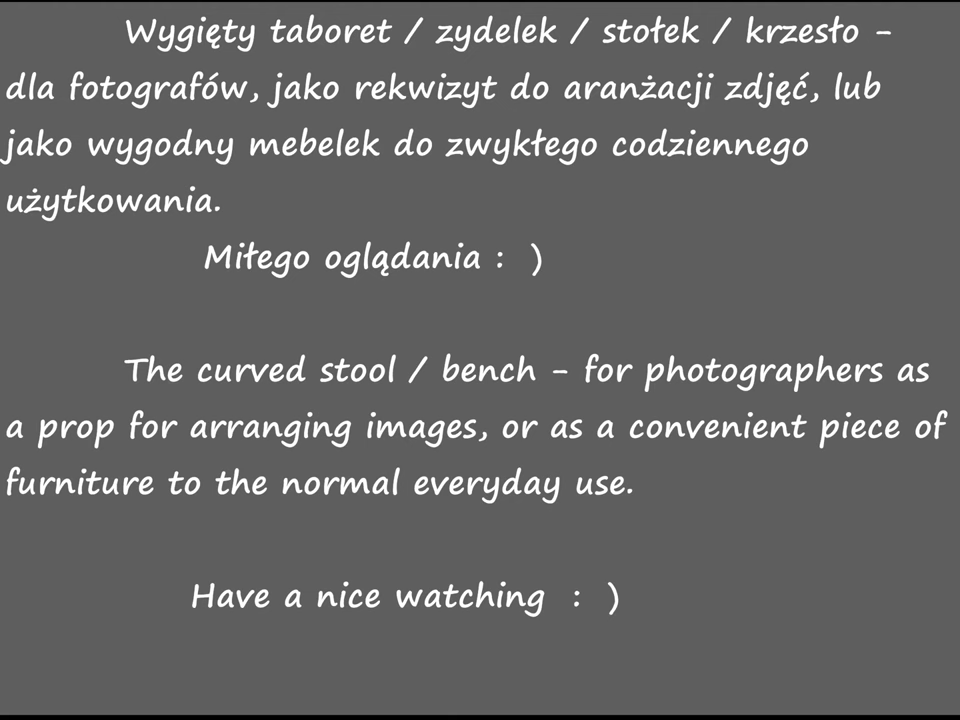 Wygięty taboret / zydelek / stołek / krzesło -
dla fotografów, jako rekwizyt do aranżacji zdjęć, lub
jako wygodny mebelek do zwykłego codziennego
użytkowania.
Miłego oglądania : )
The curved stool / bench - for photographers as
a prop for arranging images, or as a convenient piece of
furniture to the normal everyday use.
Have a nice watching : )